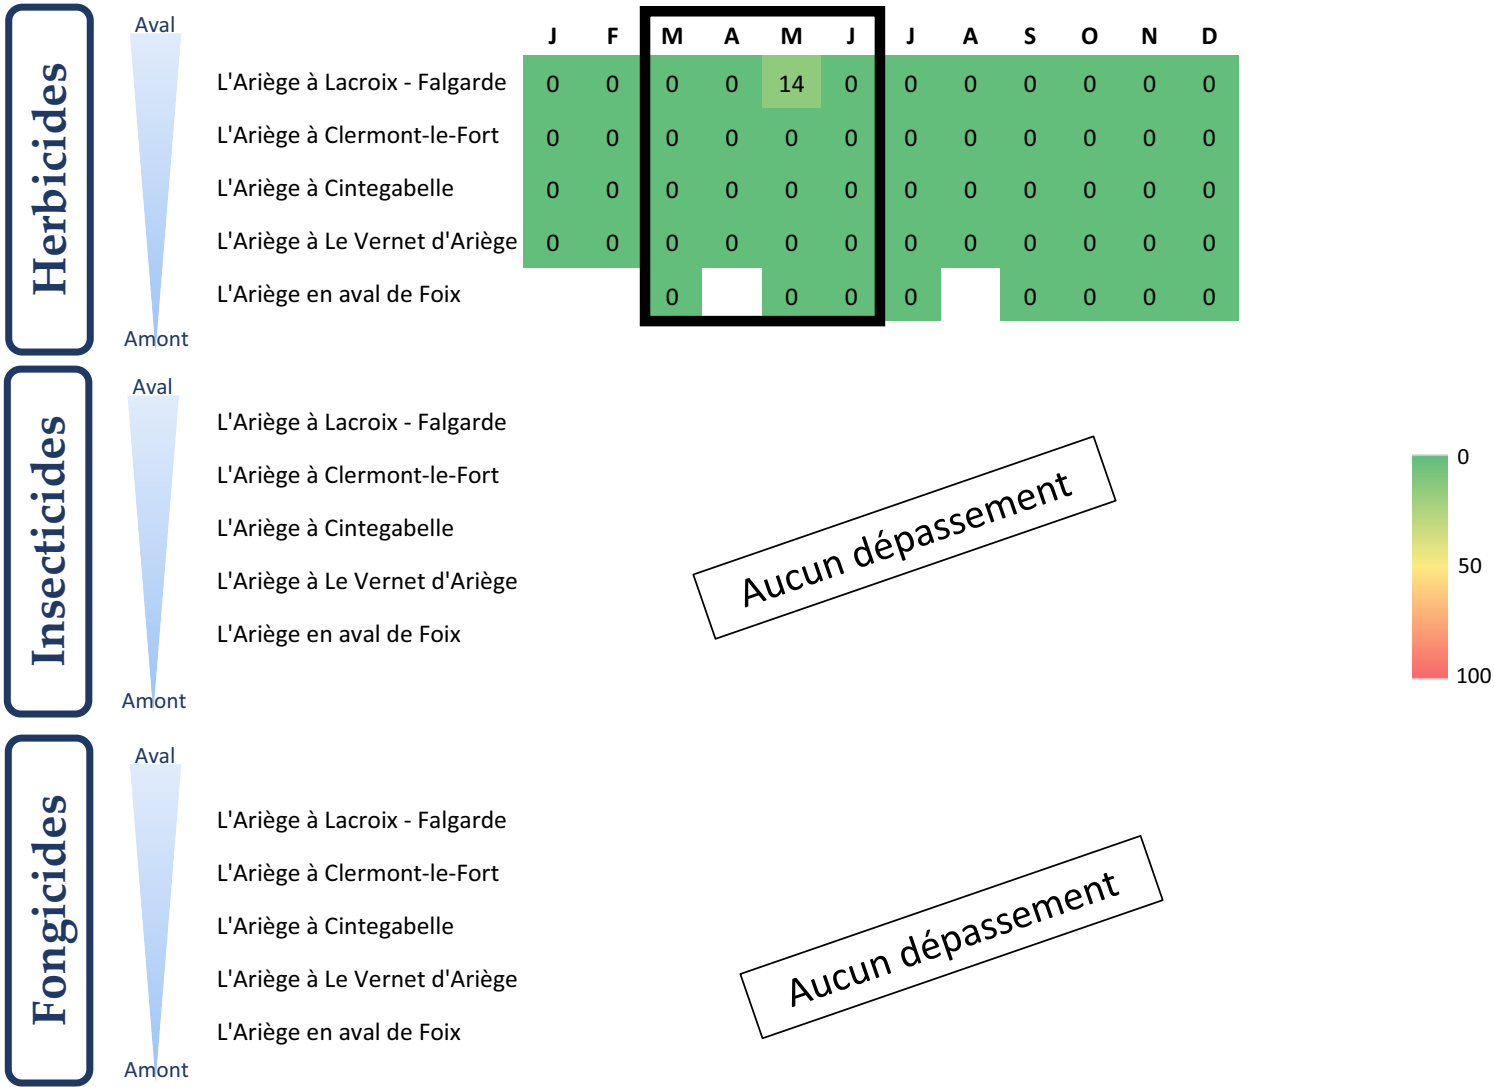 Herbicides
Aval
J F M A M J J A S O N D
L'Ariège à Lacroix - Falgarde 0 0 0 0 14 0 0 0 0 0 0 0
L'Ariège à Clermont-le-Fort 0 0 0 0 0 0 0 0 0 0 0 0
L'Ariège à Cintegabelle 0 0 0 0 0 0 0 0 0 0 0 0
L'Ariège à Le Vernet d'Ariège 0 0 0 0 0 0 0 0 0 0 0 0
L'Ariège en aval de Foix 0 0 0 0 0 0 0 0
Amont
Insecticides
Aval
L'Ariège à Lacroix - Falgarde
L'Ariège à Clermont-le-Fort
L'Ariège à Cintegabelle
L'Ariège à Le Vernet d'Ariège
L'Ariège en aval de Foix
Amont
Aucun dépassement
0
50
100
Fongicides
Aval
L'Ariège à Lacroix - Falgarde
L'Ariège à Clermont-le-Fort
L'Ariège à Cintegabelle
L'Ariège à Le Vernet d'Ariège
L'Ariège en aval de Foix
Amont
Aucun dépassement